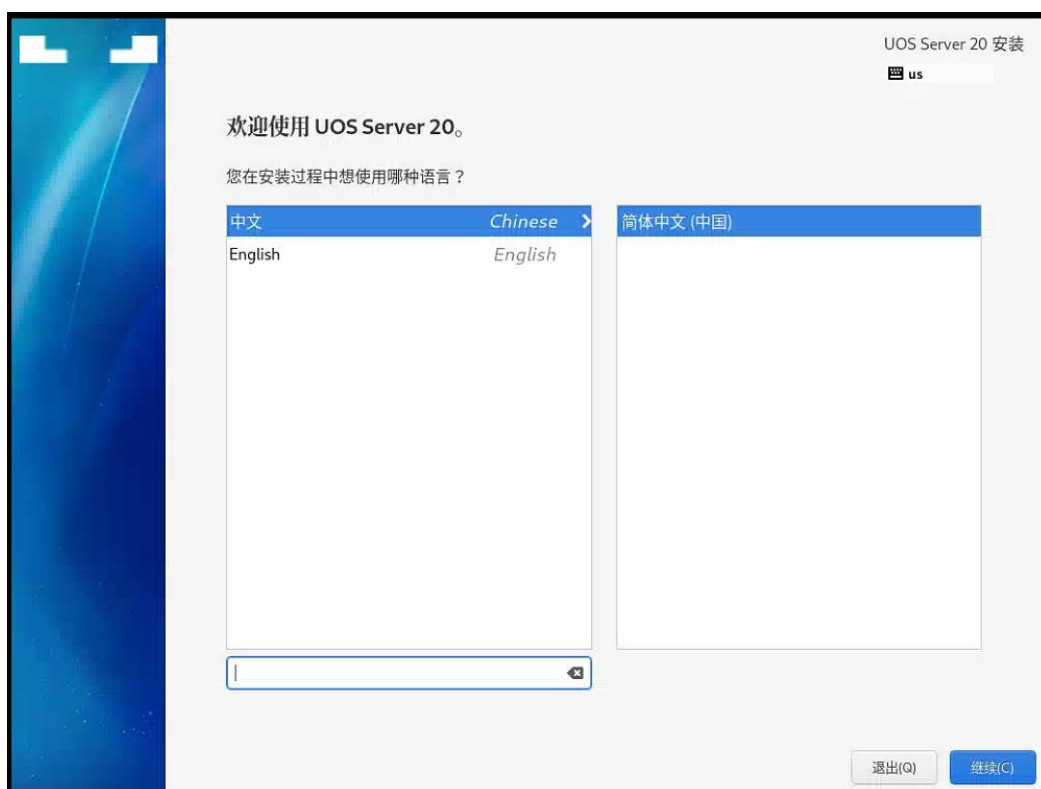 UOS Server 20 安装
us
欢迎使用 UOS Server 20。
您在安装过程中想使用哪种语言？
中文 Chinese
简体中文 (中国)
English English
退出(Q)
继续(C)